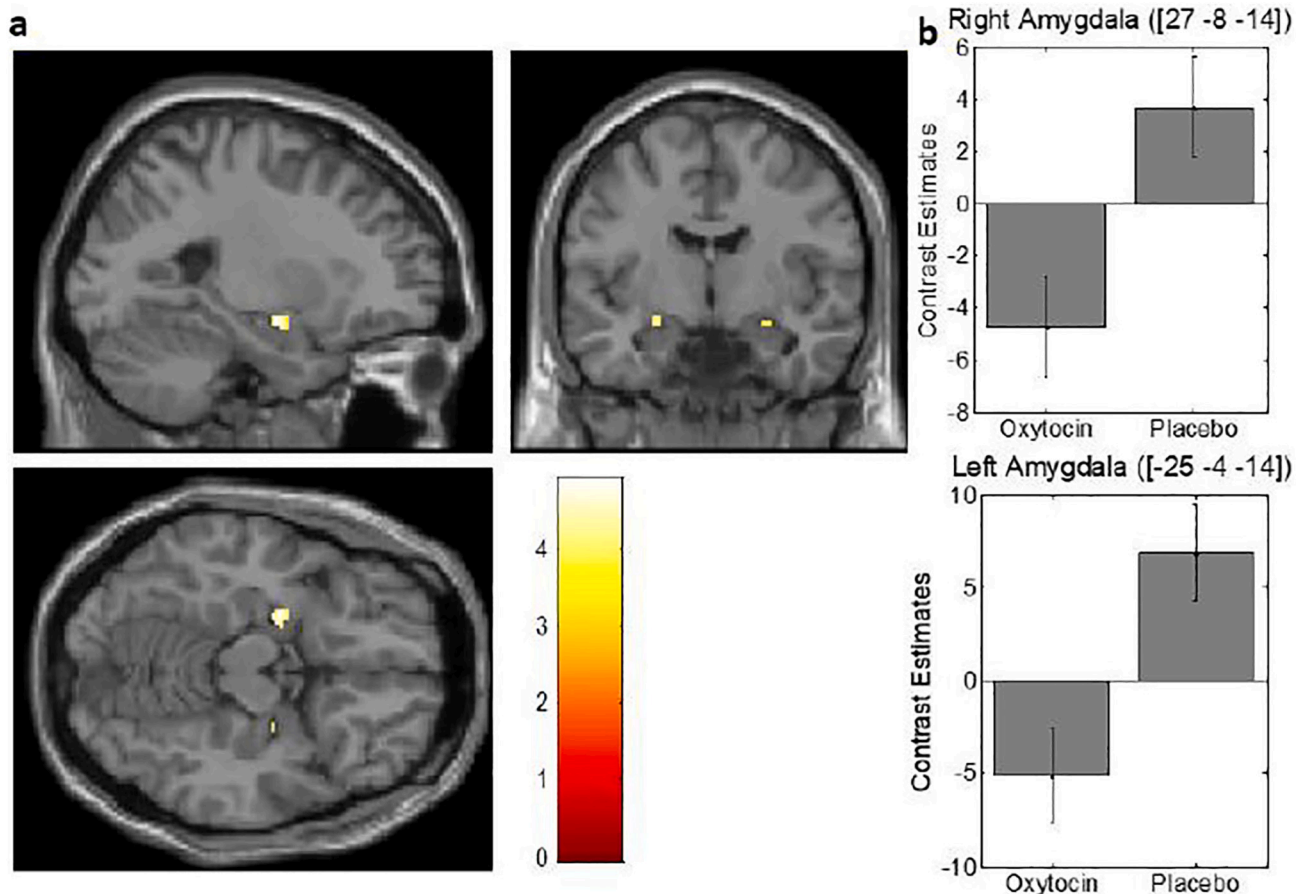 a
4
3
2
1
0
b
Right Amygdala ([27 -8 -14])
Contrast Estimates
6
4
2
0
-2
-4
-6
-8
Oxytocin Placebo
Left Amygdala ([-25 -4 -14])
Contrast Estimates
10
5
0
-5
-10
Oxytocin Placebo